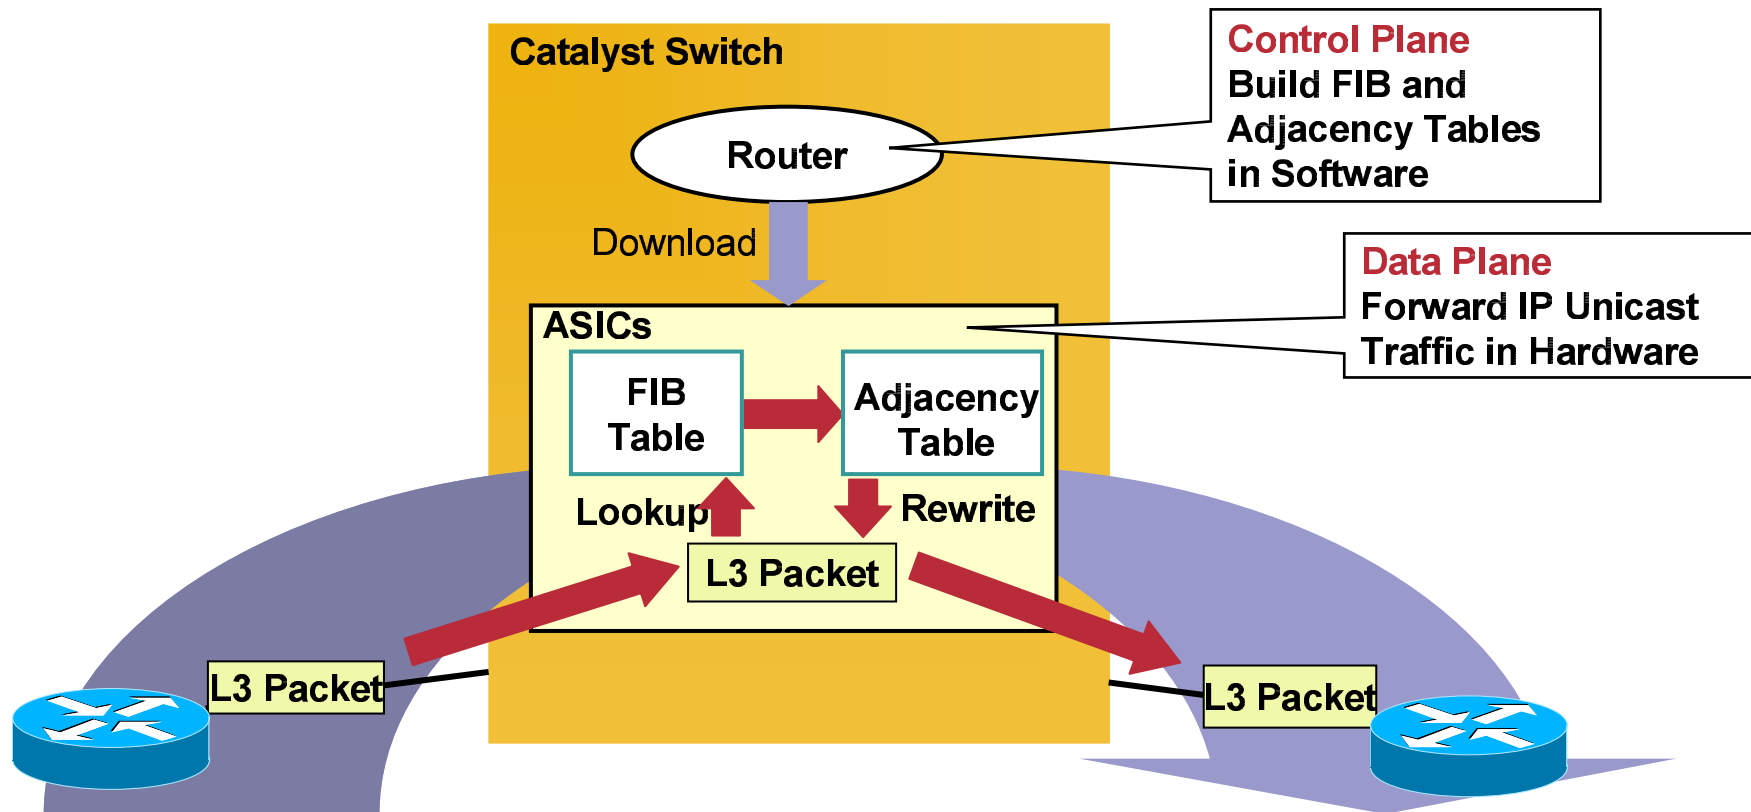 Catalyst Switch
Control Plane
Build FIB and
Adjacency Tables
in Software
Router
Download
Data Plane
Forward IP Unicast
Traffic in Hardware
ASICs
FIB
Table
Adjacency
Table
Lookup
Rewrite
L3 Packet
L3 Packet
L3 Packet